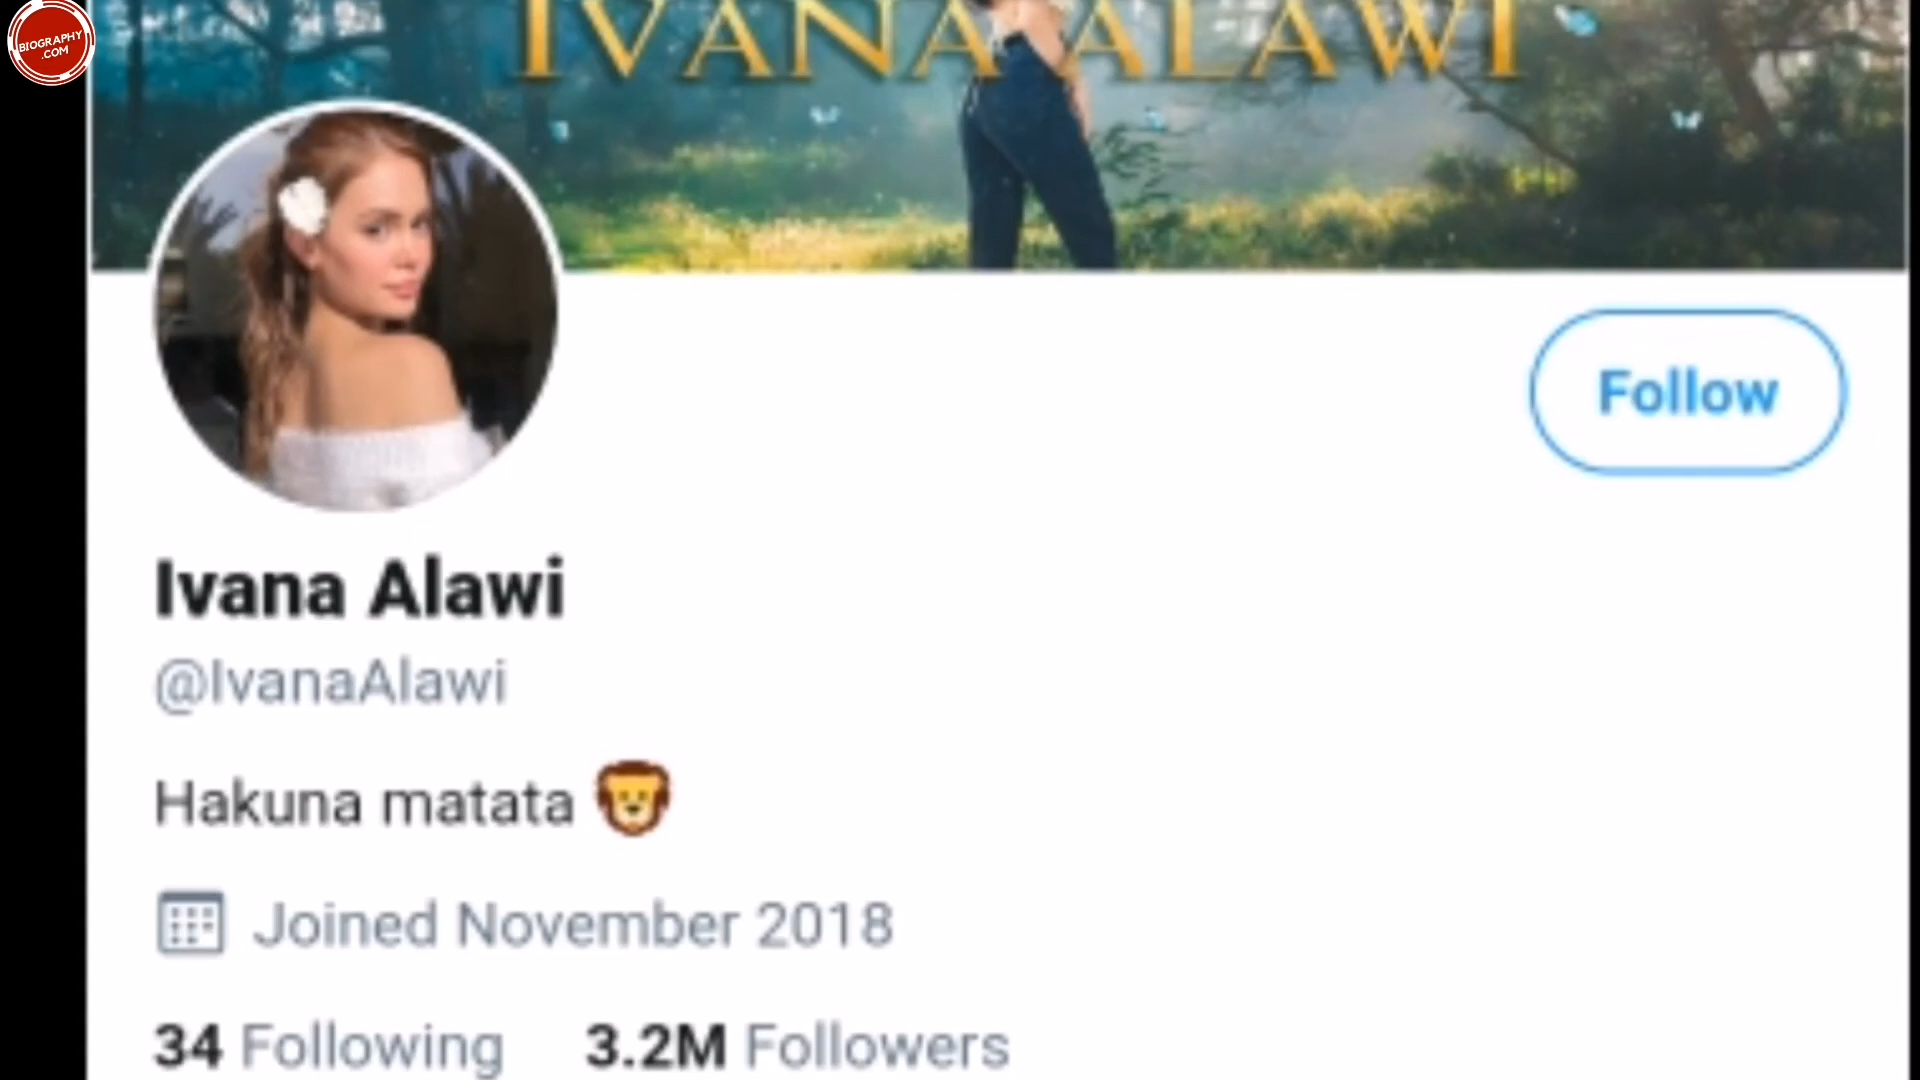 BIOGRAPHY
.COM
IVANA ALAWI
Follow
Ivana Alawi
@IvanaAlawi
Hakuna matata 🦁
Joined November 2018
34 Following 3.2M Followers